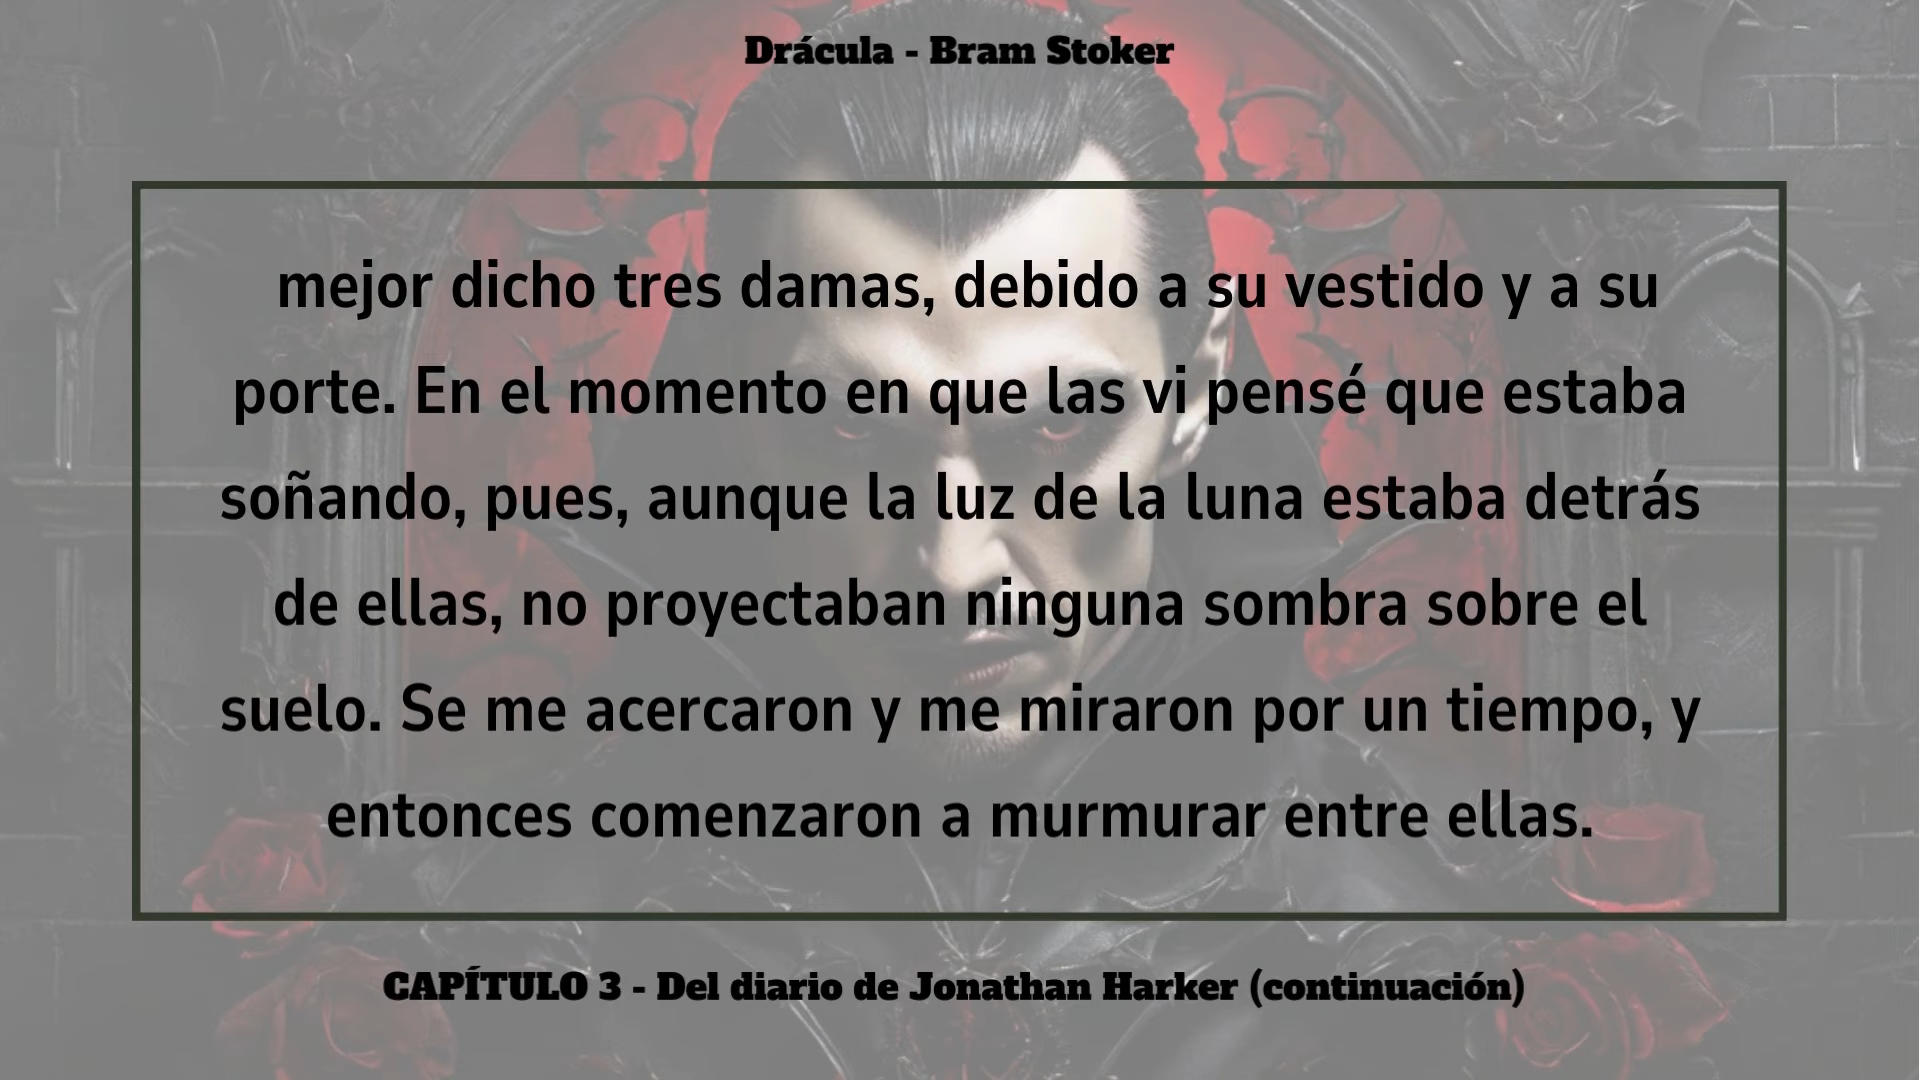 Drácula - Bram Stoker
mejor dicho tres damas, debido a su vestido y a su
porte. En el momento en que las vi pensé que estaba
soñando, pues, aunque la luz de la luna estaba detrás
de ellas, no proyectaban ninguna sombra sobre el
suelo. Se me acercaron y me miraron por un tiempo, y
entonces comenzaron a murmurar entre ellas.
CAPÍTULO 3 - Del diario de Jonathan Harker (continuación)